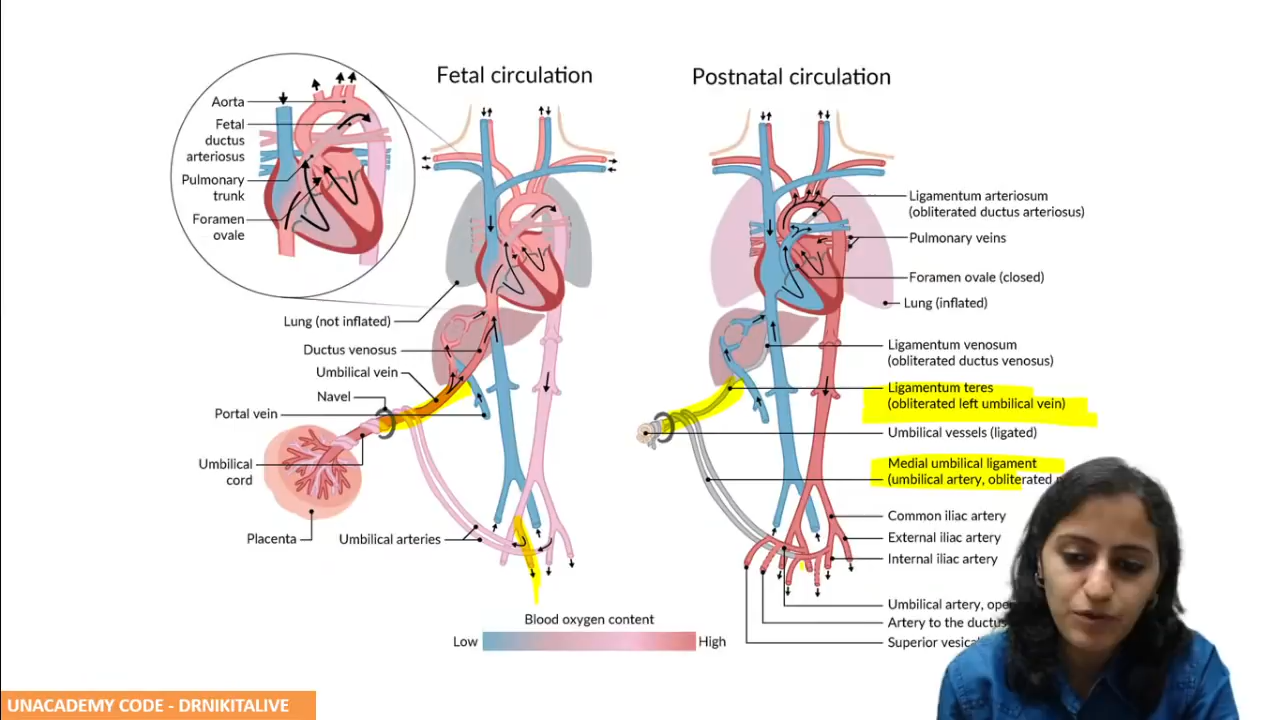 Fetal circulation
Postnatal circulation
Aorta
Fetal
ductus
arteriosus
Pulmonary
trunk
Foramen
ovale
Lung (not inflated)
Ductus venosus
Umbilical vein
Navel
Portal vein
Umbilical
cord
Placenta
Umbilical arteries
Ligamentum arteriosum
(obliterated ductus arteriosus)
Pulmonary veins
Foramen ovale (closed)
Lung (inflated)
Ligamentum venosum
(obliterated ductus venosus)
Ligamentum teres
(obliterated left umbilical vein)
Umbilical vessels (ligated)
Medial umbilical ligament
(umbilical artery, obliterated
Common iliac artery
External iliac artery
Internal iliac artery
Umbilical artery,
Artery to the ductus
Superior
Blood oxygen content
Low
High
UNACADEMY CODE - DRNIKITALIVE